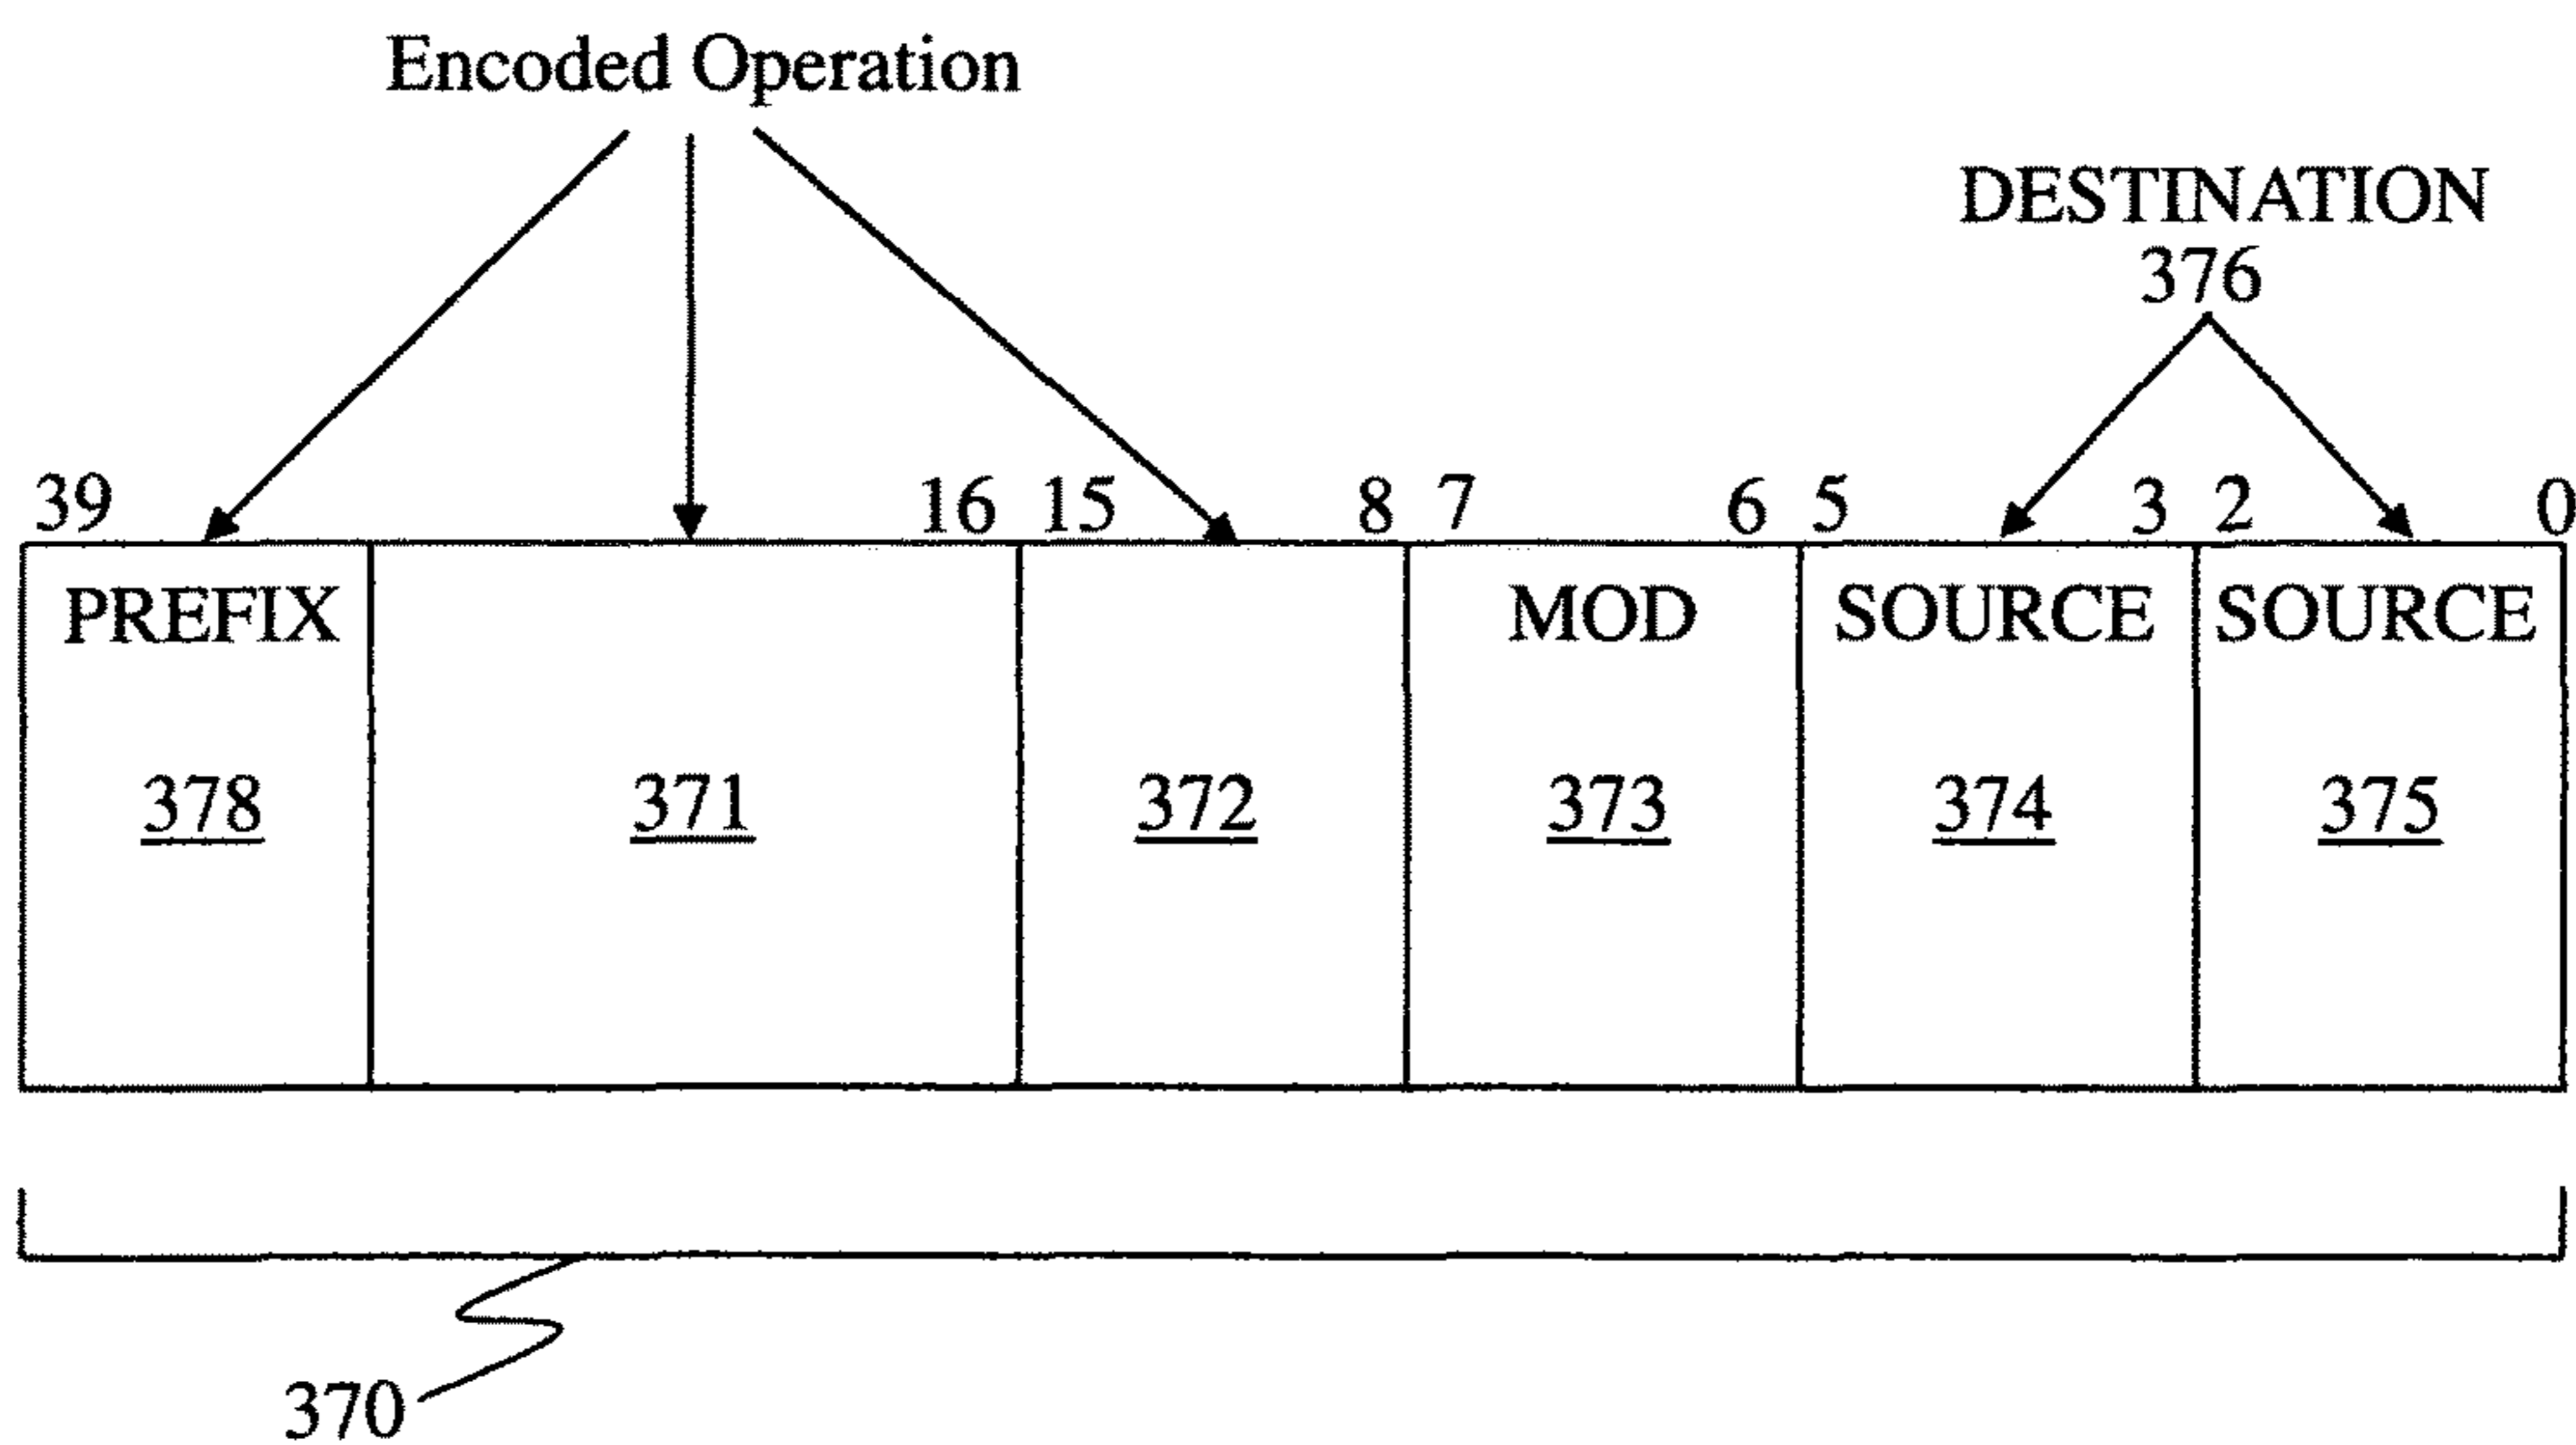 Encoded Operation
DESTINATION
376
39 16 15 8 7 6 5 3 2 0
PREFIX MOD SOURCE SOURCE
378 371 372 373 374 375
370